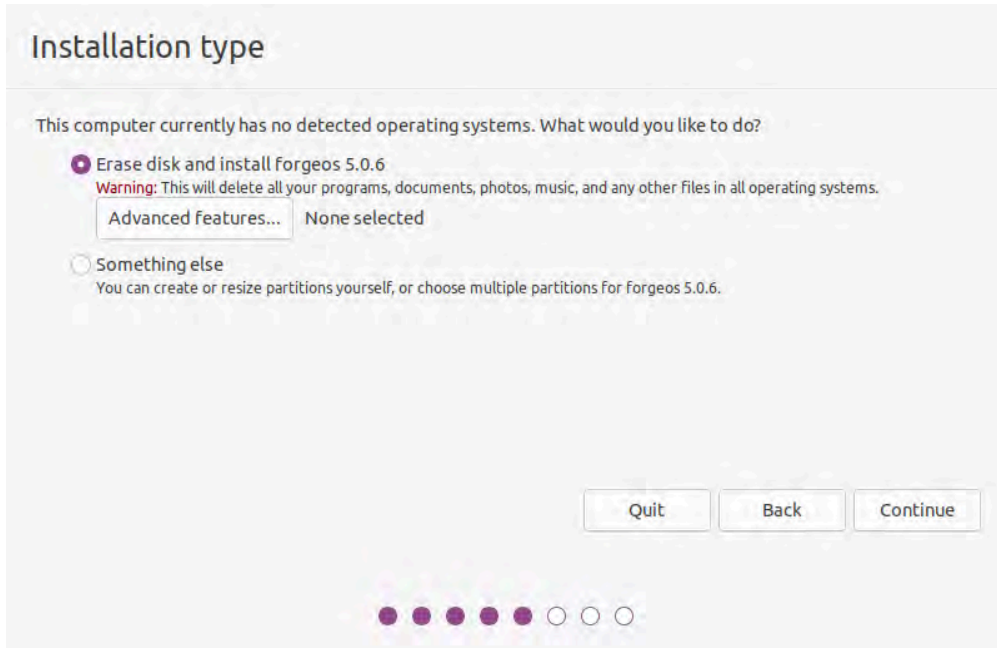 Installation type
This computer currently has no detected operating systems. What would you like to do?
Erase disk and install forgeos 5.0.6
Warning: This will delete all your programs, documents, photos, music, and any other files in all operating systems.
Advanced features... None selected
Something else
You can create or resize partitions yourself, or choose multiple partitions for forgeos 5.0.6.
Quit Back Continue